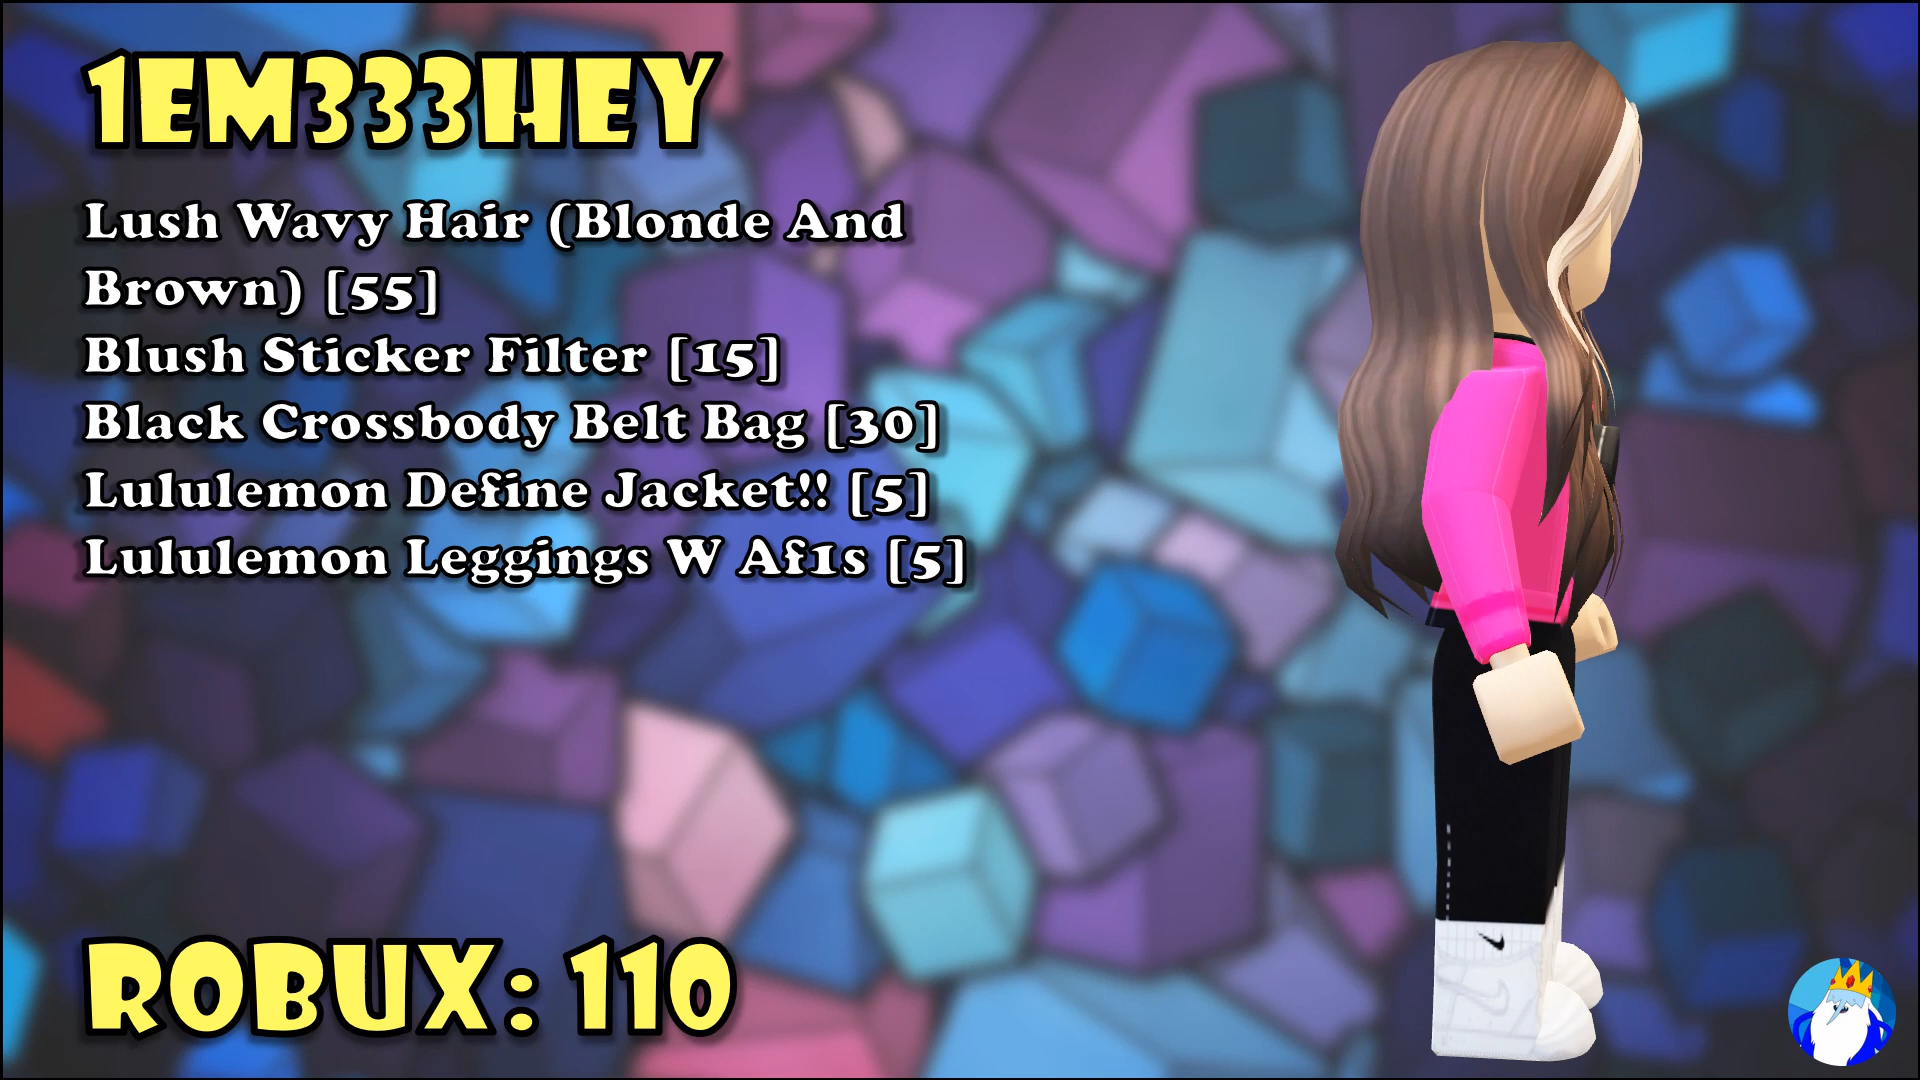 1EM333HEY
Lush Wavy Hair (Blonde And
Brown) [55]
Blush Sticker Filter [15]
Black Crossbody Belt Bag [30]
Lululemon Define Jacket!! [5]
Lululemon Leggings W Af1s [5]
ROBUX: 110